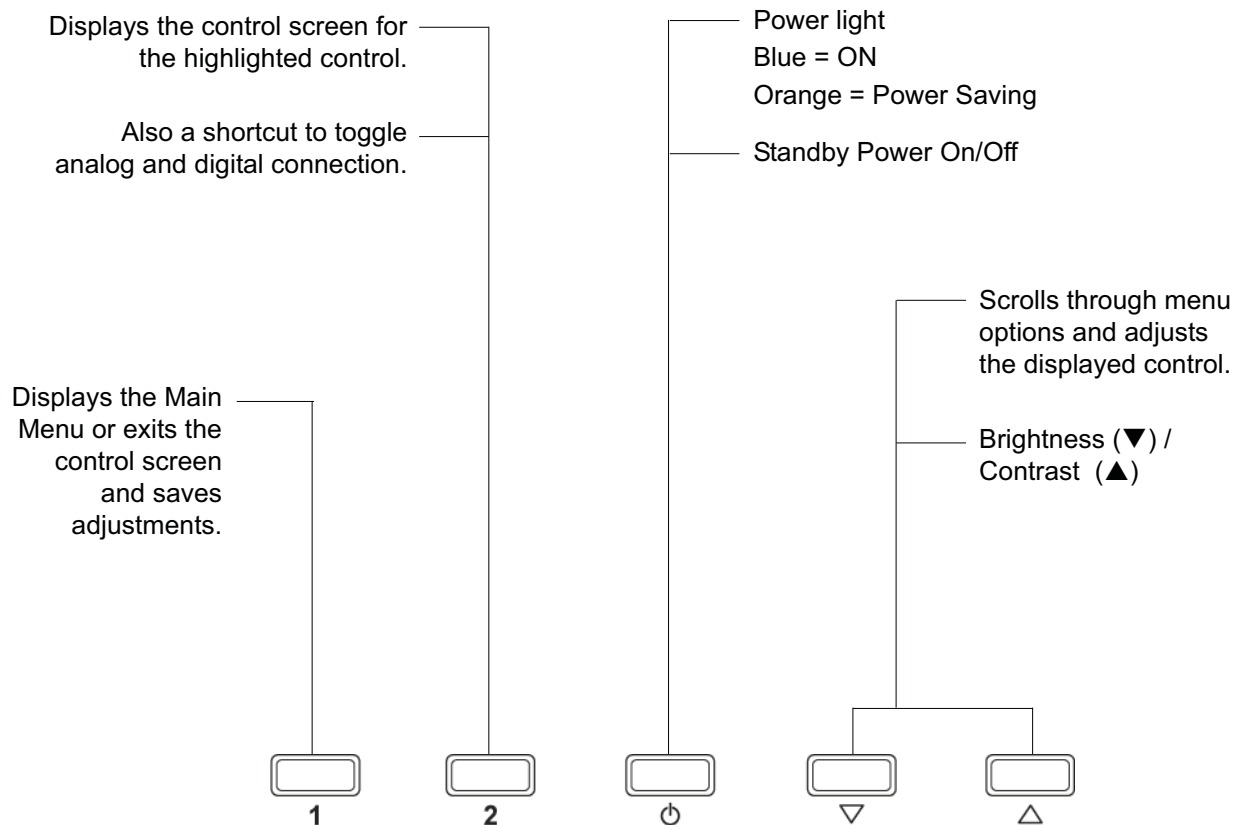 Displays the control screen for
the highlighted control.
Also a shortcut to toggle
analog and digital connection.
Power light
Blue = ON
Orange = Power Saving
Standby Power On/Off
Scrolls through menu
options and adjusts
the displayed control.
Brightness (▼) /
Contrast (▲)
Displays the Main
Menu or exits the
control screen
and saves
adjustments.
1
2